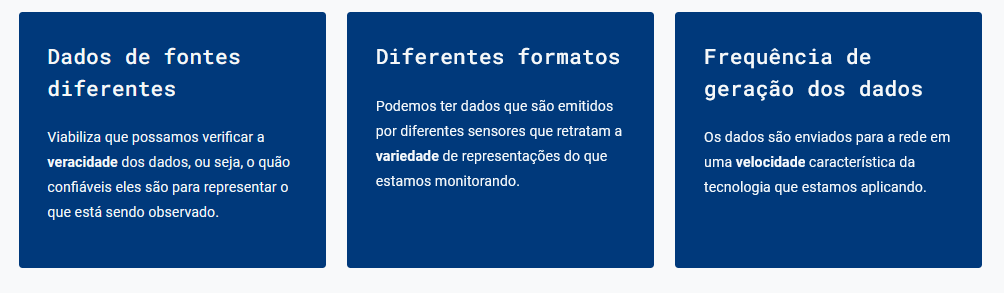 Dados de fontes
diferentes
Viabiliza que possamos verificar a
veracidade dos dados, ou seja, o quão
confiáveis eles são para representar o
que está sendo observado.
Diferentes formatos
Podemos ter dados que são emitidos
por diferentes sensores que retratam a
variedade de representações do que
estamos monitorando.
Frequência de
geração dos dados
Os dados são enviados para a rede em
uma velocidade característica da
tecnologia que estamos aplicando.